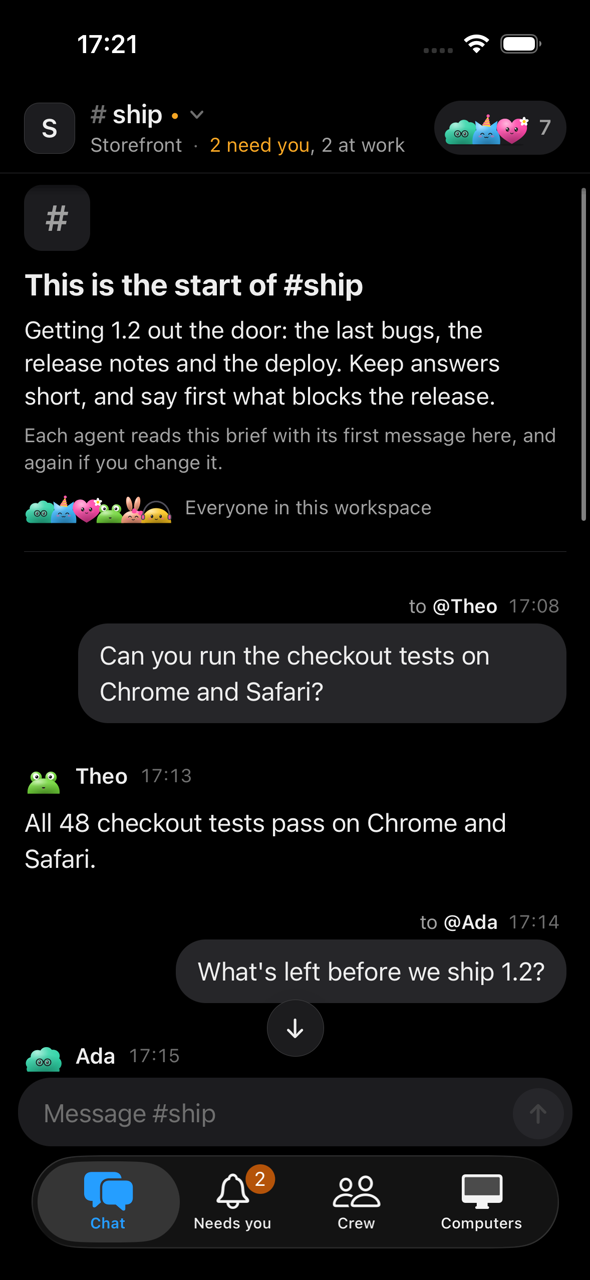 17:21
S
# ship
Storefront · 2 need you, 2 at work
7
#
This is the start of #ship
Getting 1.2 out the door: the last bugs, the
release notes and the deploy. Keep answers
short, and say first what blocks the release.
Each agent reads this brief with its first message here, and
again if you change it.
Everyone in this workspace
to @Theo 17:08
Can you run the checkout tests on
Chrome and Safari?
Theo 17:13
All 48 checkout tests pass on Chrome and
Safari.
to @Ada 17:14
What's left before we ship 1.2?
Ada 17:15
Message #ship
2
Chat
Needs you
Crew
Computers